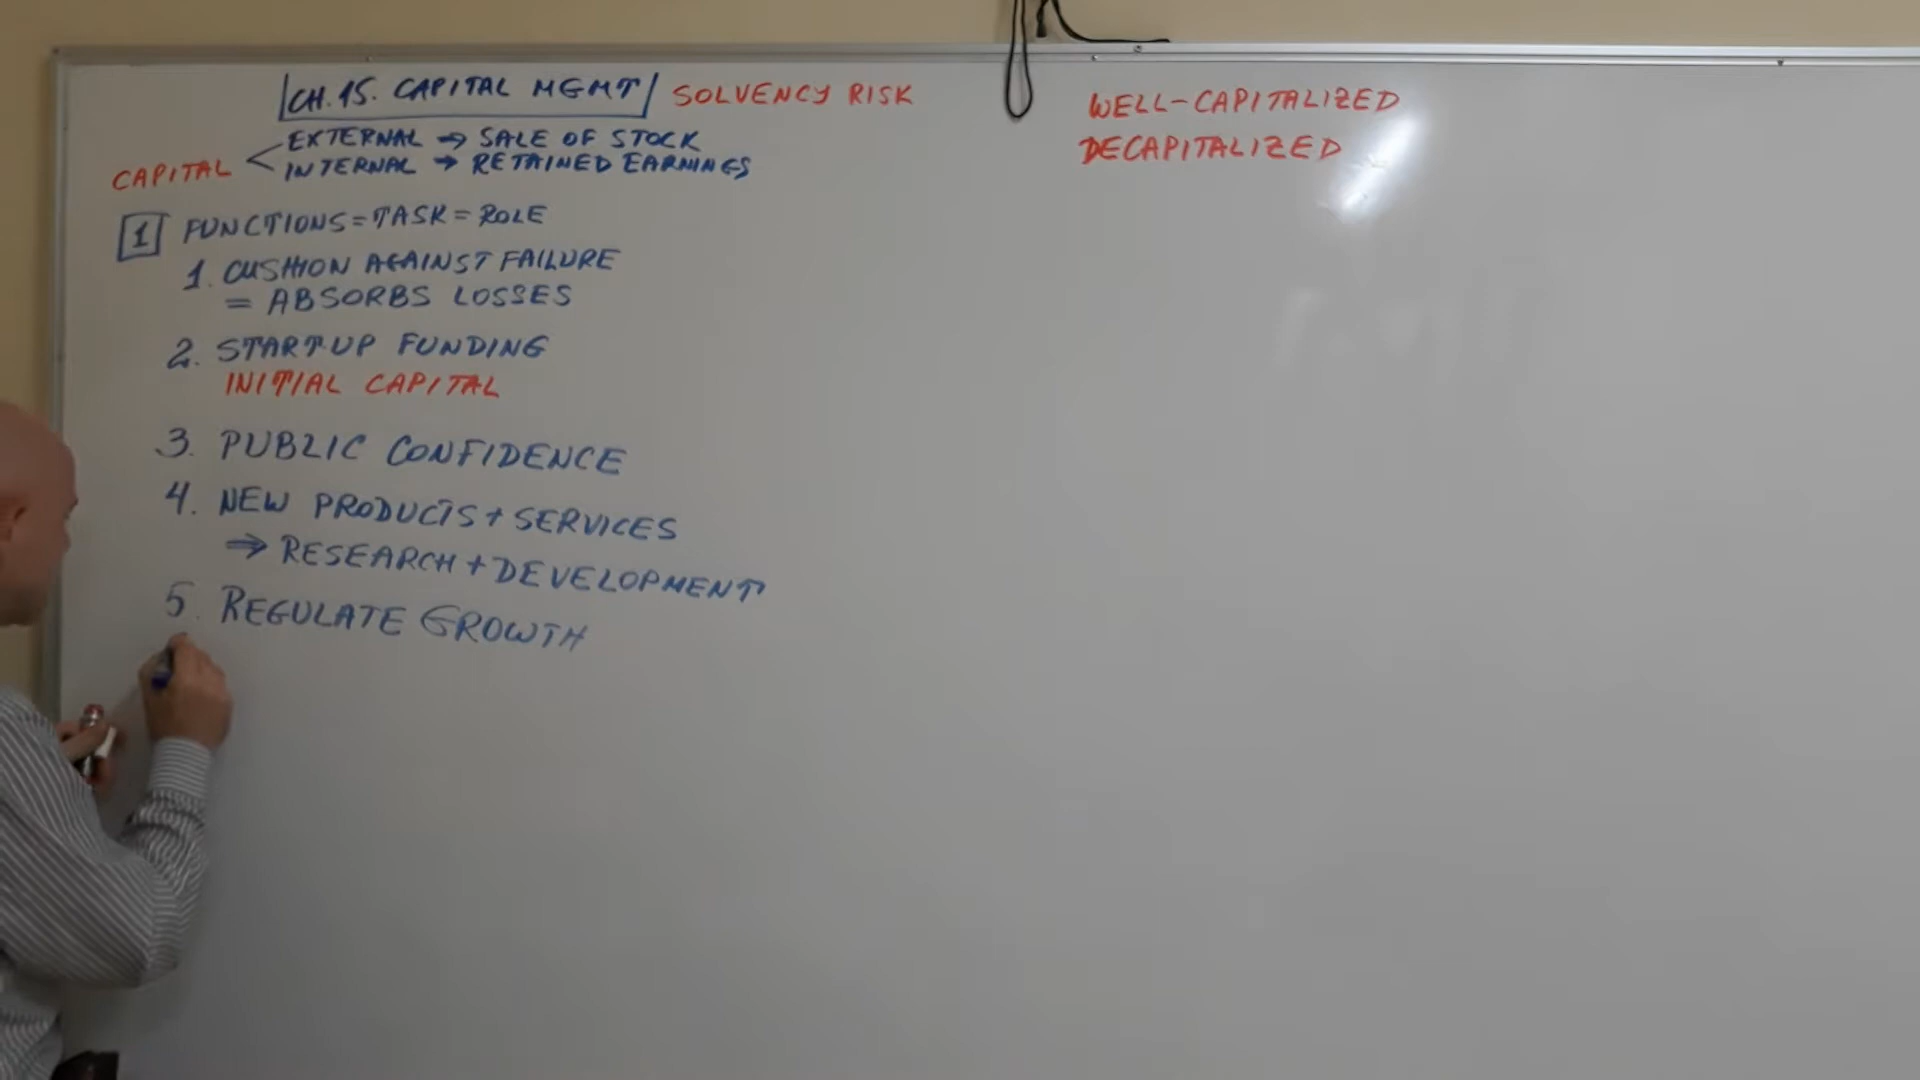 CH. 15. CAPITAL MGMT SOLVENCY RISK
CAPITAL
EXTERNAL → SALE OF STOCK
INTERNAL → RETAINED EARNINGS
1 FUNCTIONS = TASK = ROLE
1. CUSHION AGAINST FAILURE
= ABSORBS LOSSES
2. START-UP FUNDING
INITIAL CAPITAL
3. PUBLIC CONFIDENCE
4. NEW PRODUCTS + SERVICES
⇒ RESEARCH + DEVELOPMENT
5. REGULATE GROWTH
WELL-CAPITALIZED
DECAPITALIZED